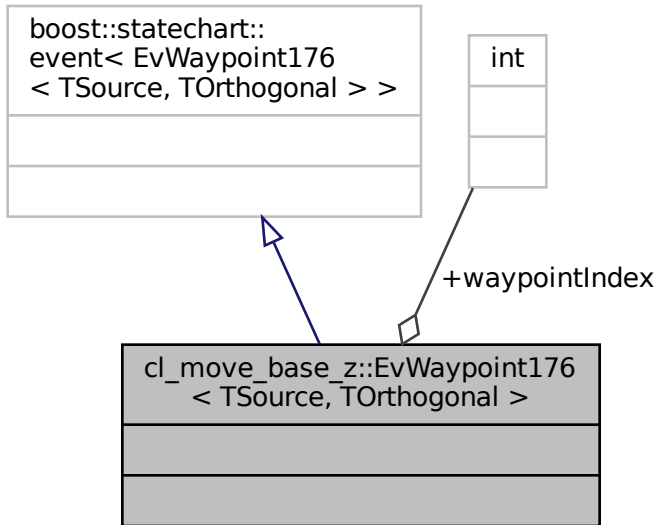 boost::statechart::
event< EvWaypoint176
< TSource, TOrthogonal > >
int
+waypointIndex
cl_move_base_z::EvWaypoint176
< TSource, TOrthogonal >